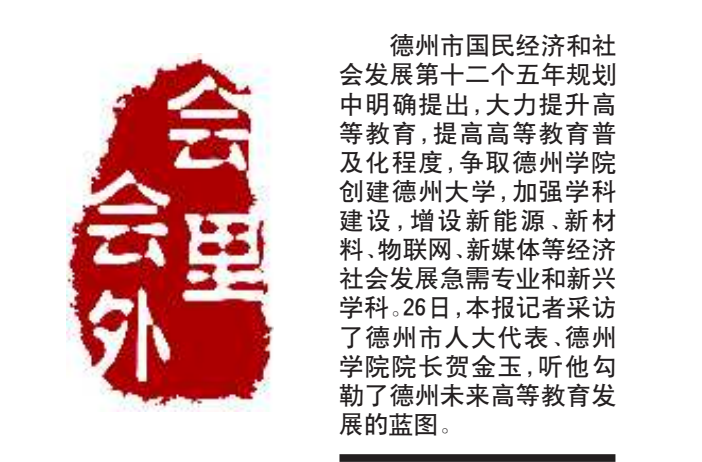 会里
会外
德州市国民经济和社
会发展第十二个五年规划
中明确提出,大力提升高
等教育,提高高等教育普
及化程度,争取德州学院
创建德州大学,加强学科
建设,增设新能源、新材
料、物联网、新媒体等经济
社会发展急需专业和新兴
学科。26日,本报记者采访
了德州市人大代表、德州
学院院长贺金玉,听他勾
勒了德州未来高等教育发
展的蓝图。